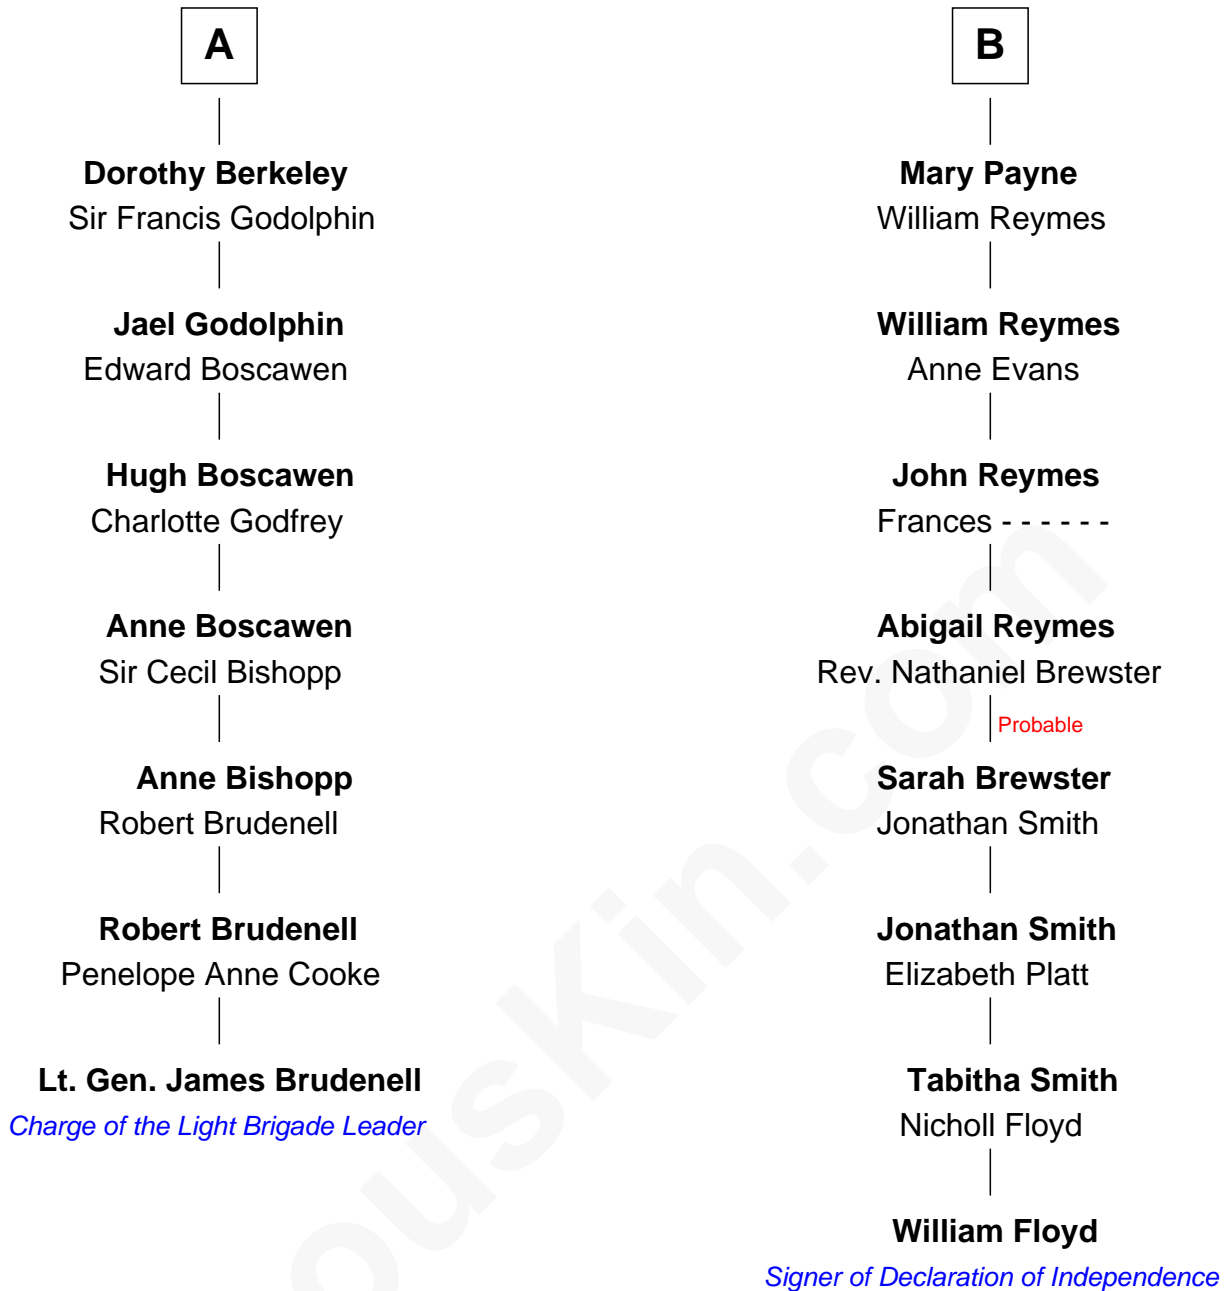 A
Dorothy Berkeley
Sir Francis Godolphin
Jael Godolphin
Edward Boscawen
Hugh Boscawen
Charlotte Godfrey
Anne Boscawen
Sir Cecil Bishopp
Anne Bishopp
Robert Brudenell
Robert Brudenell
Penelope Anne Cooke
Lt. Gen. James Brudenell
Charge of the Light Brigade Leader
B
Mary Payne
William Reymes
William Reymes
Anne Evans
John Reymes
Frances - - - - - -
Abigail Reymes
Rev. Nathaniel Brewster
Probable
Sarah Brewster
Jonathan Smith
Jonathan Smith
Elizabeth Platt
Tabitha Smith
Nicholl Floyd
William Floyd
Signer of Declaration of Independence
ousKin.com